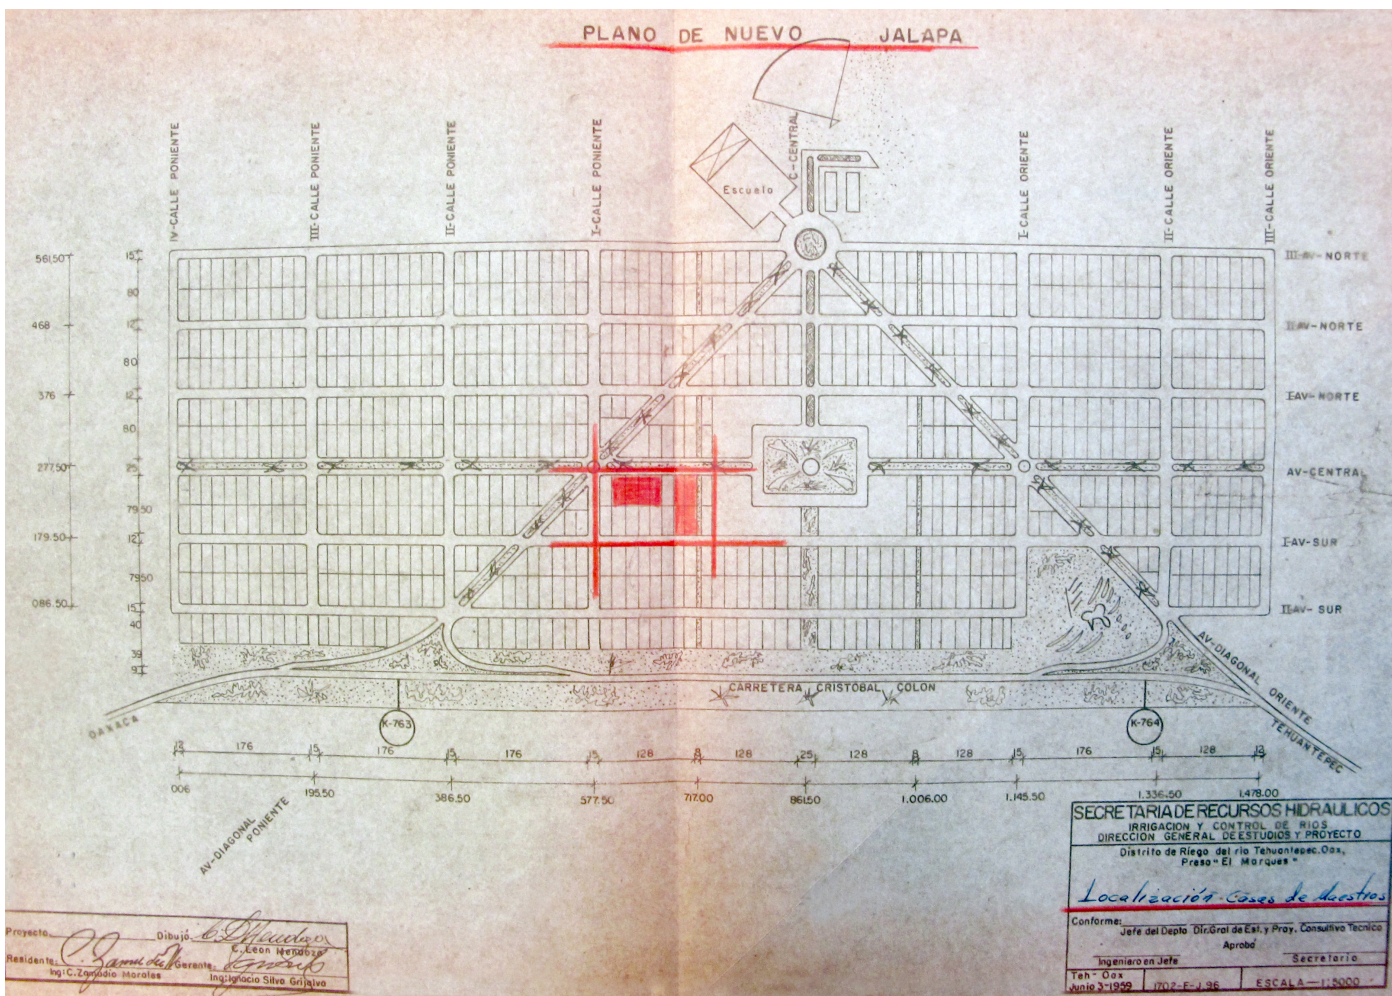 PLANO DE NUEVO JALAPA
IV-CALLE PONIENTE
III-CALLE PONIENTE
II-CALLE PONIENTE
I-CALLE PONIENTE
C-CENTRAL
I-CALLE ORIENTE
II-CALLE ORIENTE
III-CALLE ORIENTE
Escuela
561.50
15
III-AV-NORTE
80
468
12
II-AV-NORTE
80
376
12
I-AV-NORTE
80
277.50
25
AV-CENTRAL
79.50
179.50
12
I-AV-SUR
79.50
086.50
15
II-AV-SUR
40
39
9
AV-DIAGONAL ORIENTE
CARRETERA CRISTOBAL COLON
OAXACA
K-763
K-764
TEHUANTEPEC
12 176 15 176 15 176 15 128 8 128 25 128 8 128 15 176 15 128 12
006 195.50 386.50 577.50 717.00 861.50 1.006.00 1.145.50 1.336.50 1.478.00
AV-DIAGONAL PONIENTE
SECRETARIA DE RECURSOS HIDRAULICOS
IRRIGACION Y CONTROL DE RIOS
DIRECCION GENERAL DE ESTUDIOS Y PROYECTO
Distrito de Riego del rio Tehuantepec.Oax,
Presa "El Marques"
Localización-Casas de Maestros
Conforme:
Jefe del Depto Dir.Gral de Est. y Proy. Consultivo Tecnico
Aprobó
Ingeniero en Jefe Secretario
Teh- Oax
Junio 3-1959 1702-E-J.96 ESCALA-1:5000
Proyecto Dibujó
C. Leon Mendoza
Residente: Gerente
Ing: C. Zamudio Morales Ing: Ignacio Silva Grijalva